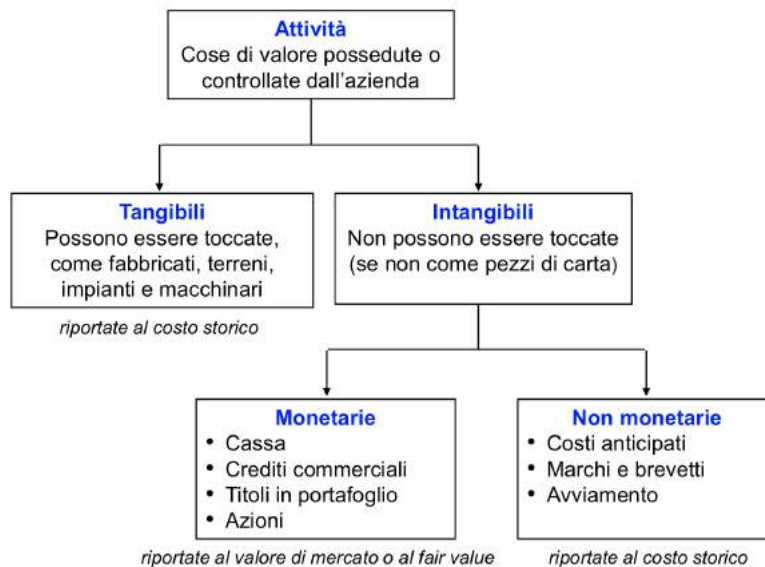 Attività
Cose di valore possedute o
controllate dall'azienda
Tangibili
Possono essere toccate,
come fabbricati, terreni,
impianti e macchinari
riportate al costo storico
Intangibili
Non possono essere toccate
(se non come pezzi di carta)
Monetarie
• Cassa
• Crediti commerciali
• Titoli in portafoglio
• Azioni
riportate al valore di mercato o al fair value
Non monetarie
• Costi anticipati
• Marchi e brevetti
• Avviamento
riportate al costo storico